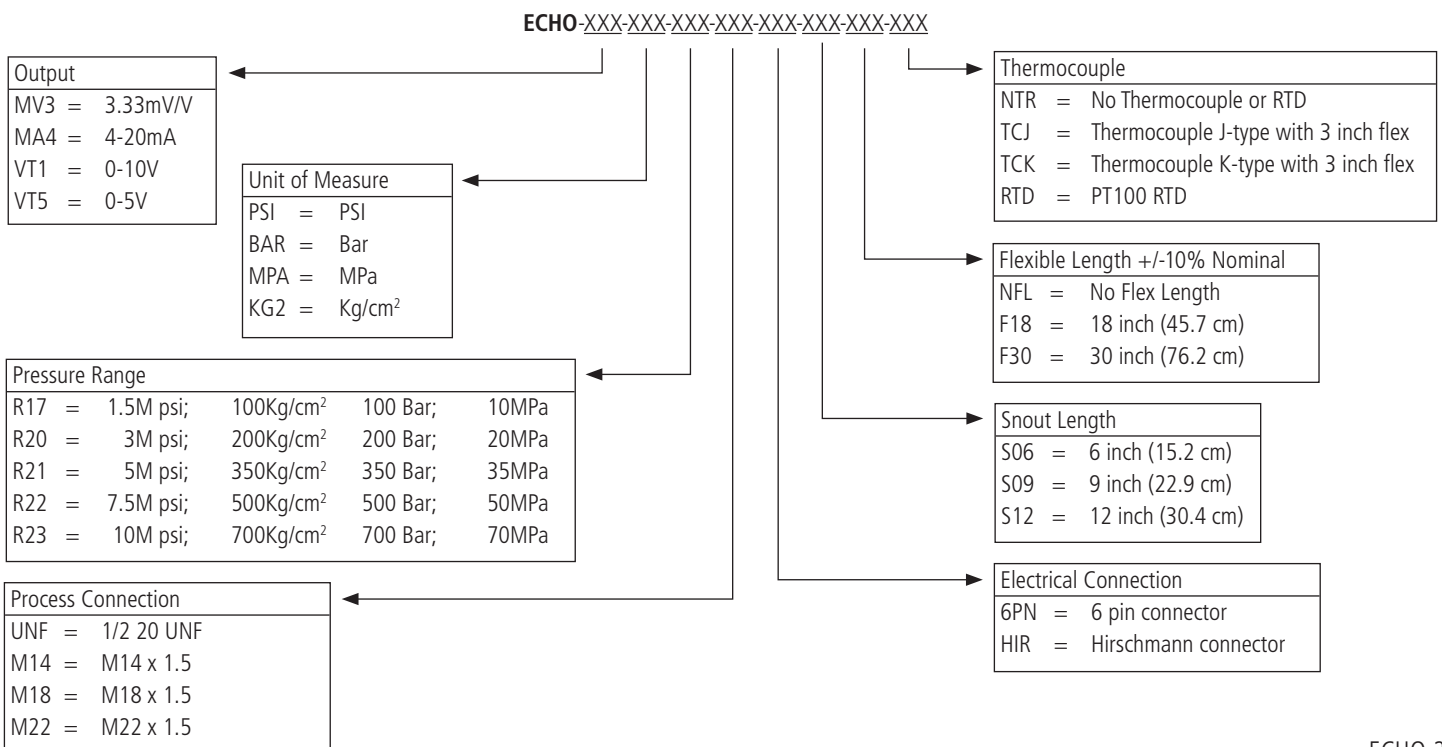 ECHO-XXX-XXX-XXX-XXX-XXX-XXX-XXX-XXX
Output
MV3 = 3.33mV/V
MA4 = 4-20mA
VT1 = 0-10V
VT5 = 0-5V
Unit of Measure
PSI = PSI
BAR = Bar
MPA = MPa
KG2 = Kg/cm²
Pressure Range
R17 = 1.5M psi; 100Kg/cm² 100 Bar; 10MPa
R20 = 3M psi; 200Kg/cm² 200 Bar; 20MPa
R21 = 5M psi; 350Kg/cm² 350 Bar; 35MPa
R22 = 7.5M psi; 500Kg/cm² 500 Bar; 50MPa
R23 = 10M psi; 700Kg/cm² 700 Bar; 70MPa
Process Connection
UNF = 1/2 20 UNF
M14 = M14 x 1.5
M18 = M18 x 1.5
M22 = M22 x 1.5
Thermocouple
NTR = No Thermocouple or RTD
TCJ = Thermocouple J-type with 3 inch flex
TCK = Thermocouple K-type with 3 inch flex
RTD = PT100 RTD
Flexible Length +/-10% Nominal
NFL = No Flex Length
F18 = 18 inch (45.7 cm)
F30 = 30 inch (76.2 cm)
Snout Length
S06 = 6 inch (15.2 cm)
S09 = 9 inch (22.9 cm)
S12 = 12 inch (30.4 cm)
Electrical Connection
6PN = 6 pin connector
HIR = Hirschmann connector